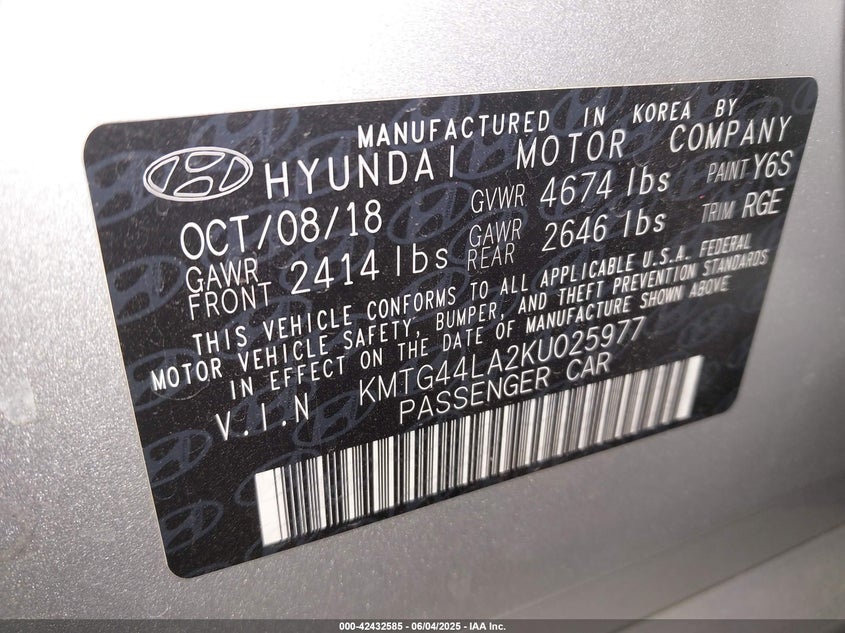 MANUFACTURED IN KOREA BY
HYUNDAI MOTOR COMPANY
OCT/08/18 GVWR 4674 lbs PAINT Y6S
GAWR FRONT 2414 lbs GAWR REAR 2646 lbs TRIM RGE
THIS VEHICLE CONFORMS TO ALL APPLICABLE U.S.A. FEDERAL
MOTOR VEHICLE SAFETY, BUMPER, AND THEFT PREVENTION STANDARDS
IN EFFECT ON THE DATE OF MANUFACTURE SHOWN ABOVE
V.I.N KMTG44LA2KU025977
PASSENGER CAR
000-42432585 - 06/04/2025 - IAA Inc.